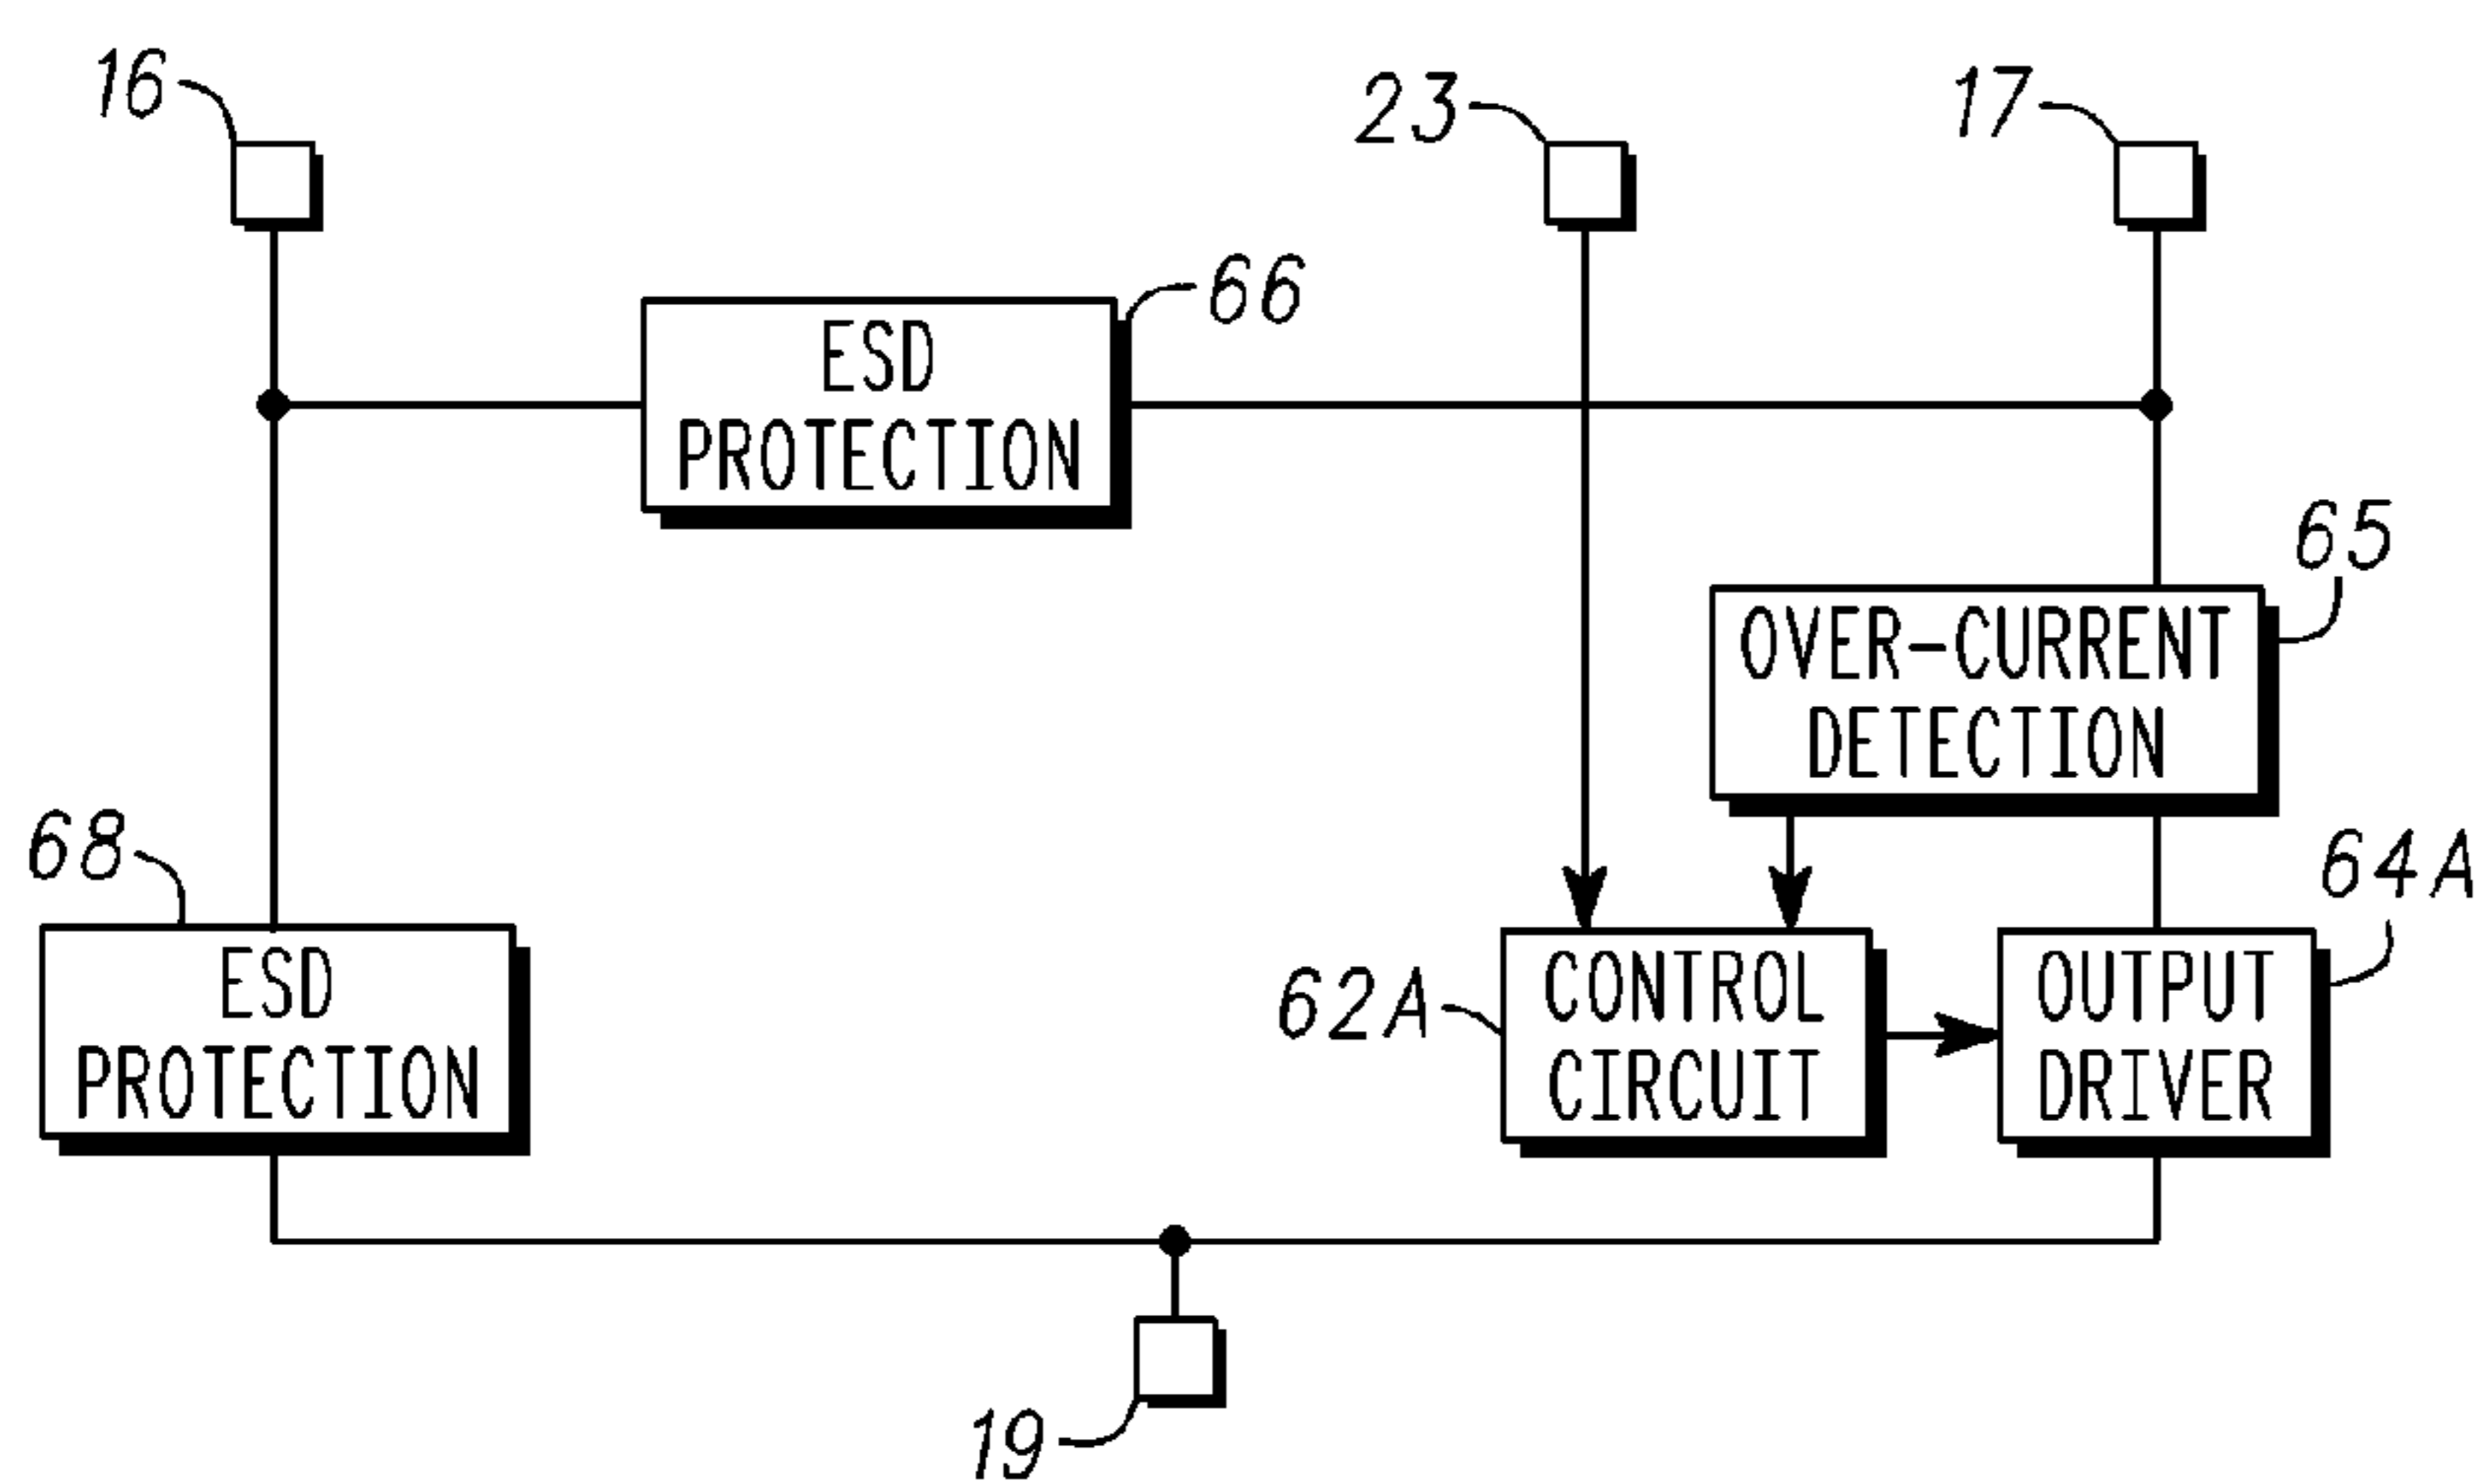 16
23
17
66
ESD
PROTECTION
65
OVER-CURRENT
DETECTION
68
64A
ESD
PROTECTION
62A
CONTROL
CIRCUIT
OUTPUT
DRIVER
19